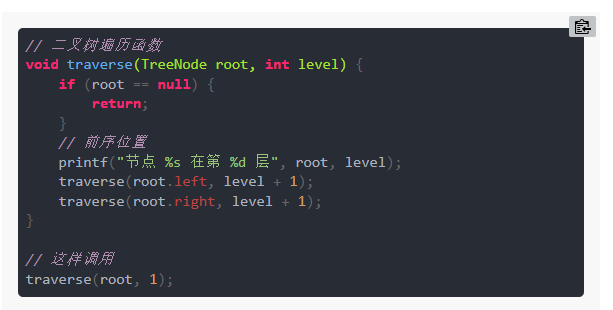 // 二叉树遍历函数
void traverse(TreeNode root, int level) {
    if (root == null) {
        return;
    }
    // 前序位置
    printf("节点 %s 在第 %d 层", root, level);
    traverse(root.left, level + 1);
    traverse(root.right, level + 1);
}

// 这样调用
traverse(root, 1);